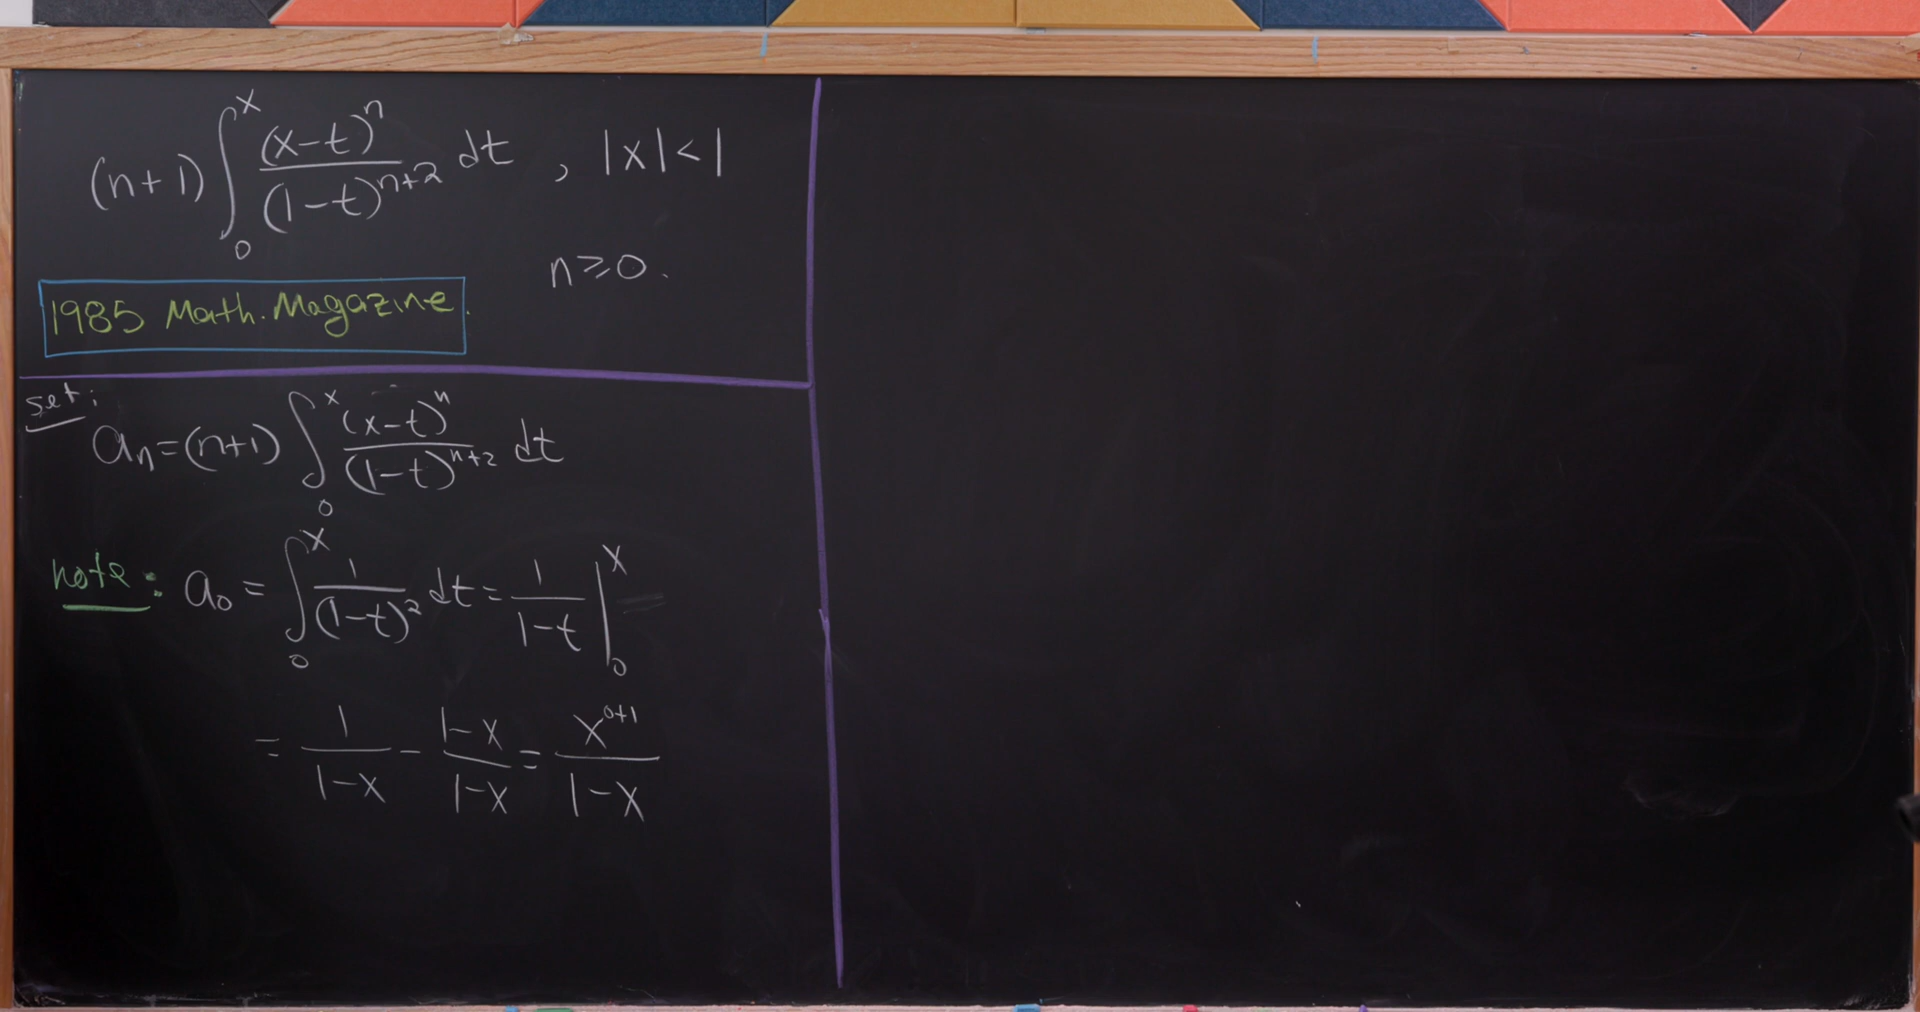 (n+1) ∫₀ˣ (x-t)ⁿ / (1-t)ⁿ⁺² dt , |x|<1
n≥0.
1985 Math. Magazine.
set:
aₙ=(n+1) ∫₀ˣ (x-t)ⁿ / (1-t)ⁿ⁺² dt
note: a₀ = ∫₀ˣ 1 / (1-t)² dt = 1 / (1-t) |₀ˣ
= 1 / (1-x) - (1-x) / (1-x) = x⁰⁺¹ / (1-x)